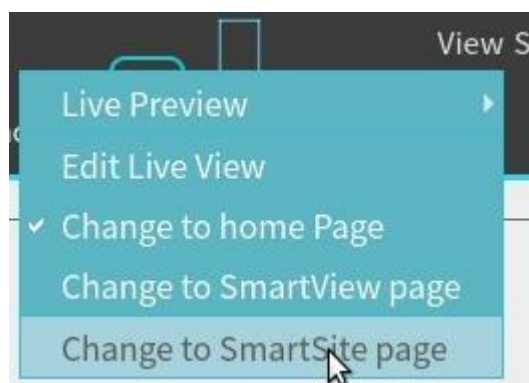 View S
Live Preview
Edit Live View
Change to home Page
Change to SmartView page
Change to SmartSite page